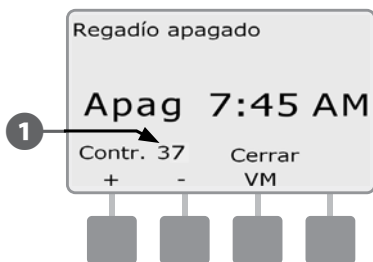 Regadío apagado
Apag 7:45 AM
1
Contr. 37 Cerrar
+ - VM